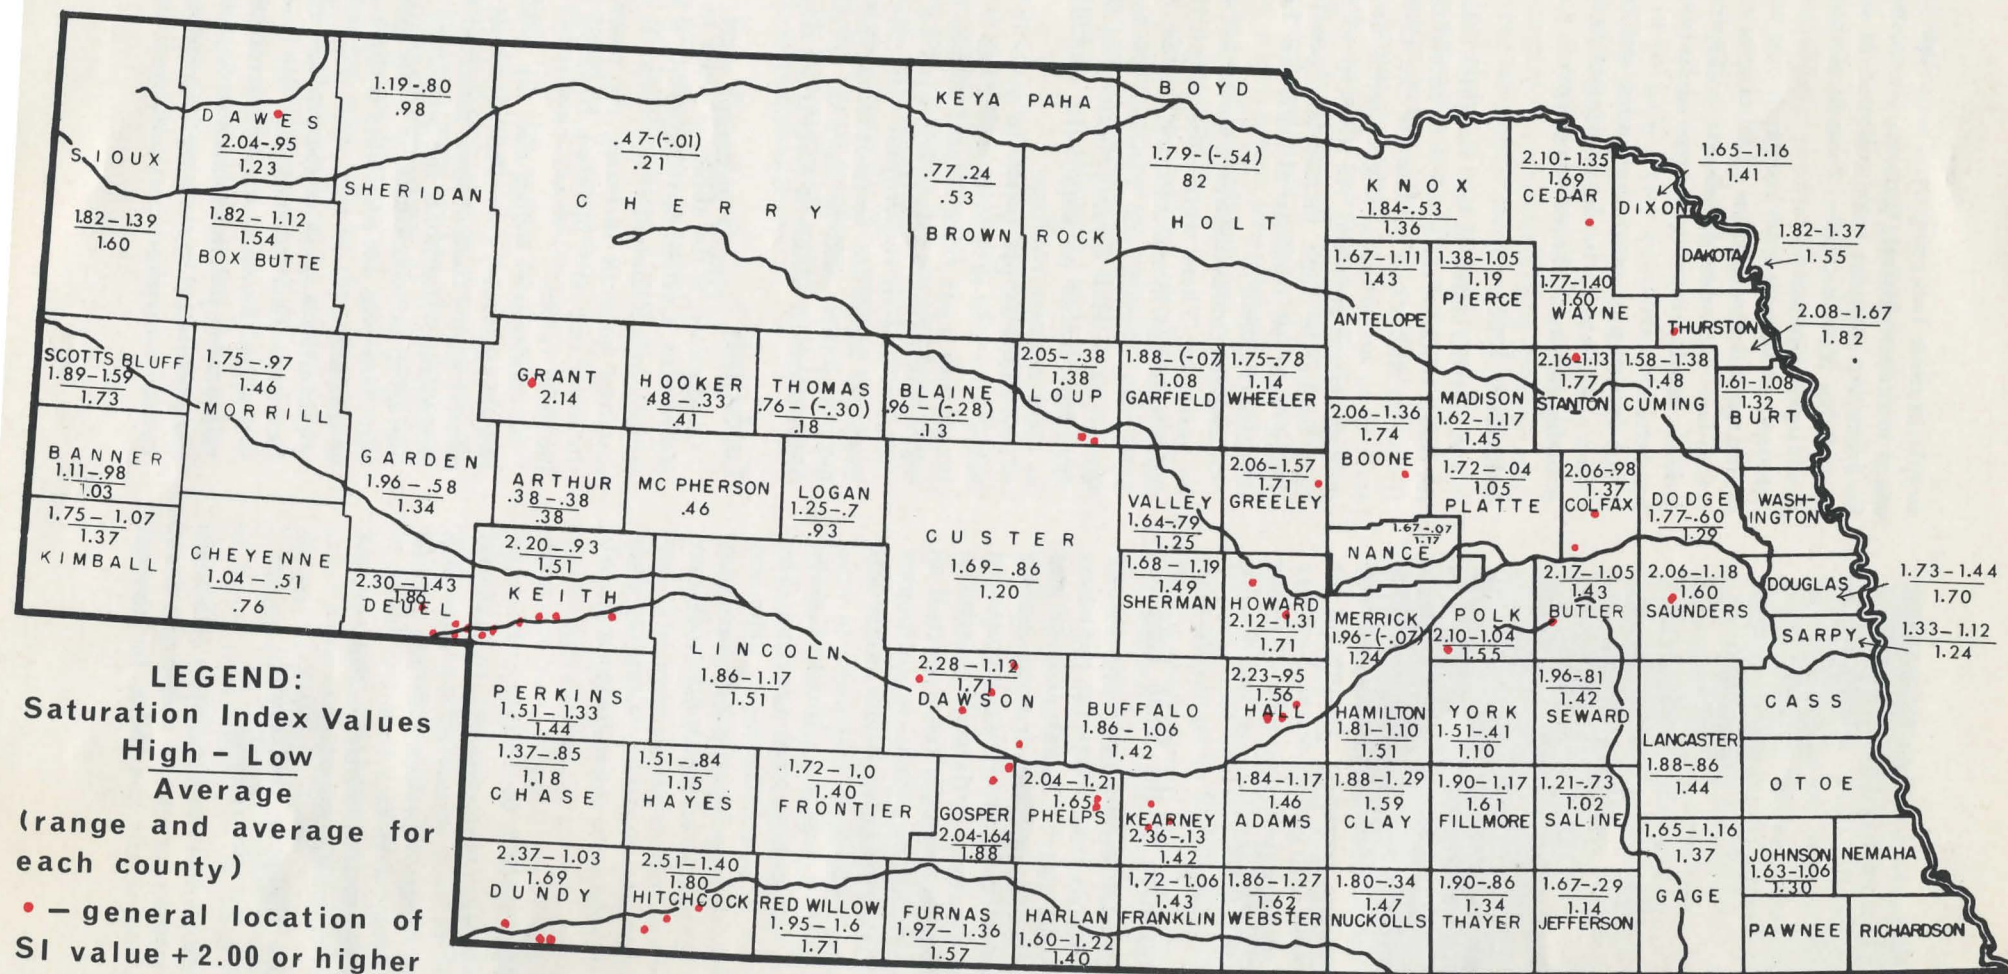 DAWES
2.04-.95
1.23
1.19-.80
.98
SHERIDAN
SIOUX
1.82-1.39
1.60
1.82-1.12
1.54
BOX BUTTE
.47-(-.01)
.21
CHERRY
KEYA PAHA
.77 .24
.53
BROWN
ROCK
BOYD
1.79-(-.54)
82
HOLT
KNOX
1.84-.53
1.36
2.10-1.35
1.69
CEDAR
1.65-1.16
1.41
DIXON
DAKOTA
1.82-1.37
1.55
1.67-1.11
1.43
ANTELOPE
1.38-1.05
1.19
PIERCE
1.77-1.40
1.60
WAYNE
THURSTON
2.08-1.67
1.82
SCOTTS BLUFF
1.89-1.59
1.73
1.75-.97
1.46
MORRILL
GARDEN
1.96-.58
1.34
GRANT
2.14
HOOKER
48-.33
.41
THOMAS
.76-(-.30)
.18
BLAINE
.96-(-.28)
.13
2.05-.38
1.38
LOUP
1.88-(-07)
1.08
GARFIELD
1.75-.78
1.14
WHEELER
2.06-1.36
1.74
BOONE
MADISON
1.62-1.17
1.45
2.16-1.13
1.77
STANTON
1.58-1.38
1.48
CUMING
1.61-1.08
1.32
BURT
BANNER
1.11-.98
1.03
1.75-1.07
1.37
KIMBALL
CHEYENNE
1.04-.51
.76
2.30-1.43
1.86
DEUEL
ARTHUR
.38-.38
.38
MC PHERSON
.46
LOGAN
1.25-.7
.93
2.20-.93
1.51
KEITH
CUSTER
1.69-.86
1.20
VALLEY
1.64-.79
1.25
2.06-1.57
1.71
GREELEY
1.67-.07
1.17
NANCE
1.72-.04
1.05
PLATTE
2.06-.98
1.37
COLFAX
DODGE
1.77-.60
1.29
WASH-
INGTON
1.68-1.19
1.49
SHERMAN
HOWARD
2.12-1.31
1.71
MERRICK
1.96-(-.07)
1.24
POLK
2.10-1.04
1.55
2.17-1.05
1.43
BUTLER
2.06-1.18
1.60
SAUNDERS
DOUGLAS
1.73-1.44
1.70
SARPY
1.33-1.12
1.24
LINCOLN
1.86-1.17
1.51
PERKINS
1.51-1.33
1.44
2.28-1.12
1.71
DAWSON
BUFFALO
1.86-1.06
1.42
2.23-.95
1.56
HALL
HAMILTON
1.81-1.10
1.51
YORK
1.51-.41
1.10
1.96-.81
1.42
SEWARD
LANCASTER
1.88-.86
1.44
CASS
OTOE
1.37-.85
1.18
CHASE
1.51-.84
1.15
HAYES
1.72-1.0
1.40
FRONTIER
GOSPER
2.04-1.64
1.88
2.04-1.21
1.65
PHELPS
KEARNEY
2.36-.13
1.42
1.84-1.17
1.46
ADAMS
1.88-1.29
1.59
CLAY
1.90-1.17
1.61
FILLMORE
1.21-.73
1.02
SALINE
1.65-1.16
1.37
GAGE
JOHNSON
1.63-1.06
1.30
NEMAHA
2.37-1.03
1.69
DUNDY
2.51-1.40
1.80
HITCHCOCK
RED WILLOW
1.95-1.6
1.71
FURNAS
1.97-1.36
1.57
HARLAN
1.60-1.22
1.40
1.72-1.06
1.43
FRANKLIN
1.86-1.27
1.62
WEBSTER
1.80-.34
1.47
NUCKOLLS
1.90-.86
1.34
THAYER
1.67-.29
1.14
JEFFERSON
PAWNEE
RICHARDSON
LEGEND:
Saturation Index Values
High - Low
Average
(range and average for
each county)
• - general location of
SI value +2.00 or higher